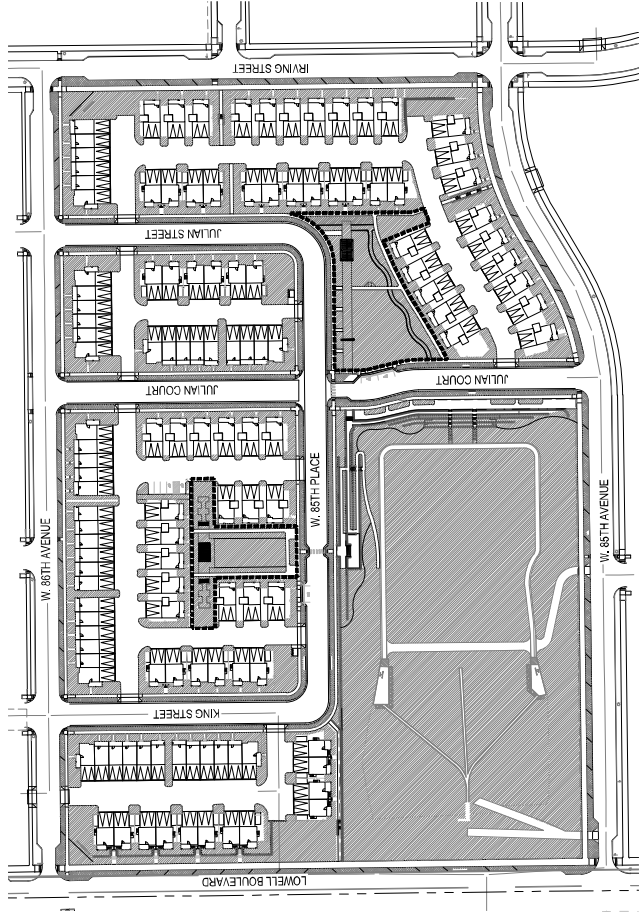 IRVING STREET
JULIAN STREET
JULIAN COURT
JULIAN COURT
W. 85TH PLACE
W. 86TH AVENUE
W. 85TH AVENUE
KING STREET
LOWELL BOULEVARD